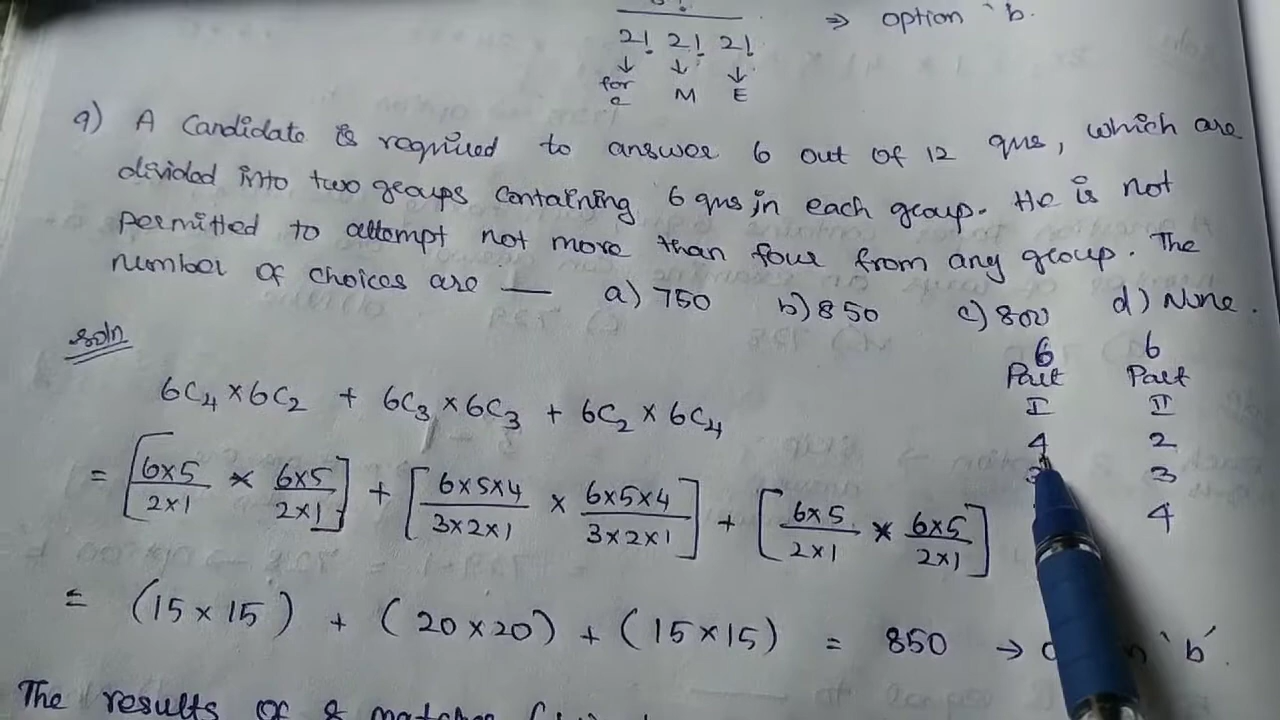 2! 2! 2!
⇒ option 'b.
↓ ↓ ↓
for M E
e
9) A Candidate is required to answer 6 out of 12 qns, which are
divided into two groups containing 6 qns in each group. He is not
permitted to attempt not more than four from any group. The
number of choices are — a) 750 b) 850 c) 800 d) None.
soln
6 6
Part Part
I II
4 2
3 3
4
6C4 × 6C2 + 6C3 × 6C3 + 6C2 × 6C4
= [6×5/2×1 × 6×5/2×1] + [6×5×4/3×2×1 × 6×5×4/3×2×1] + [6×5/2×1 × 6×5/2×1]
= (15×15) + (20×20) + (15×15) = 850 → 'b'.
The results of 8 matches